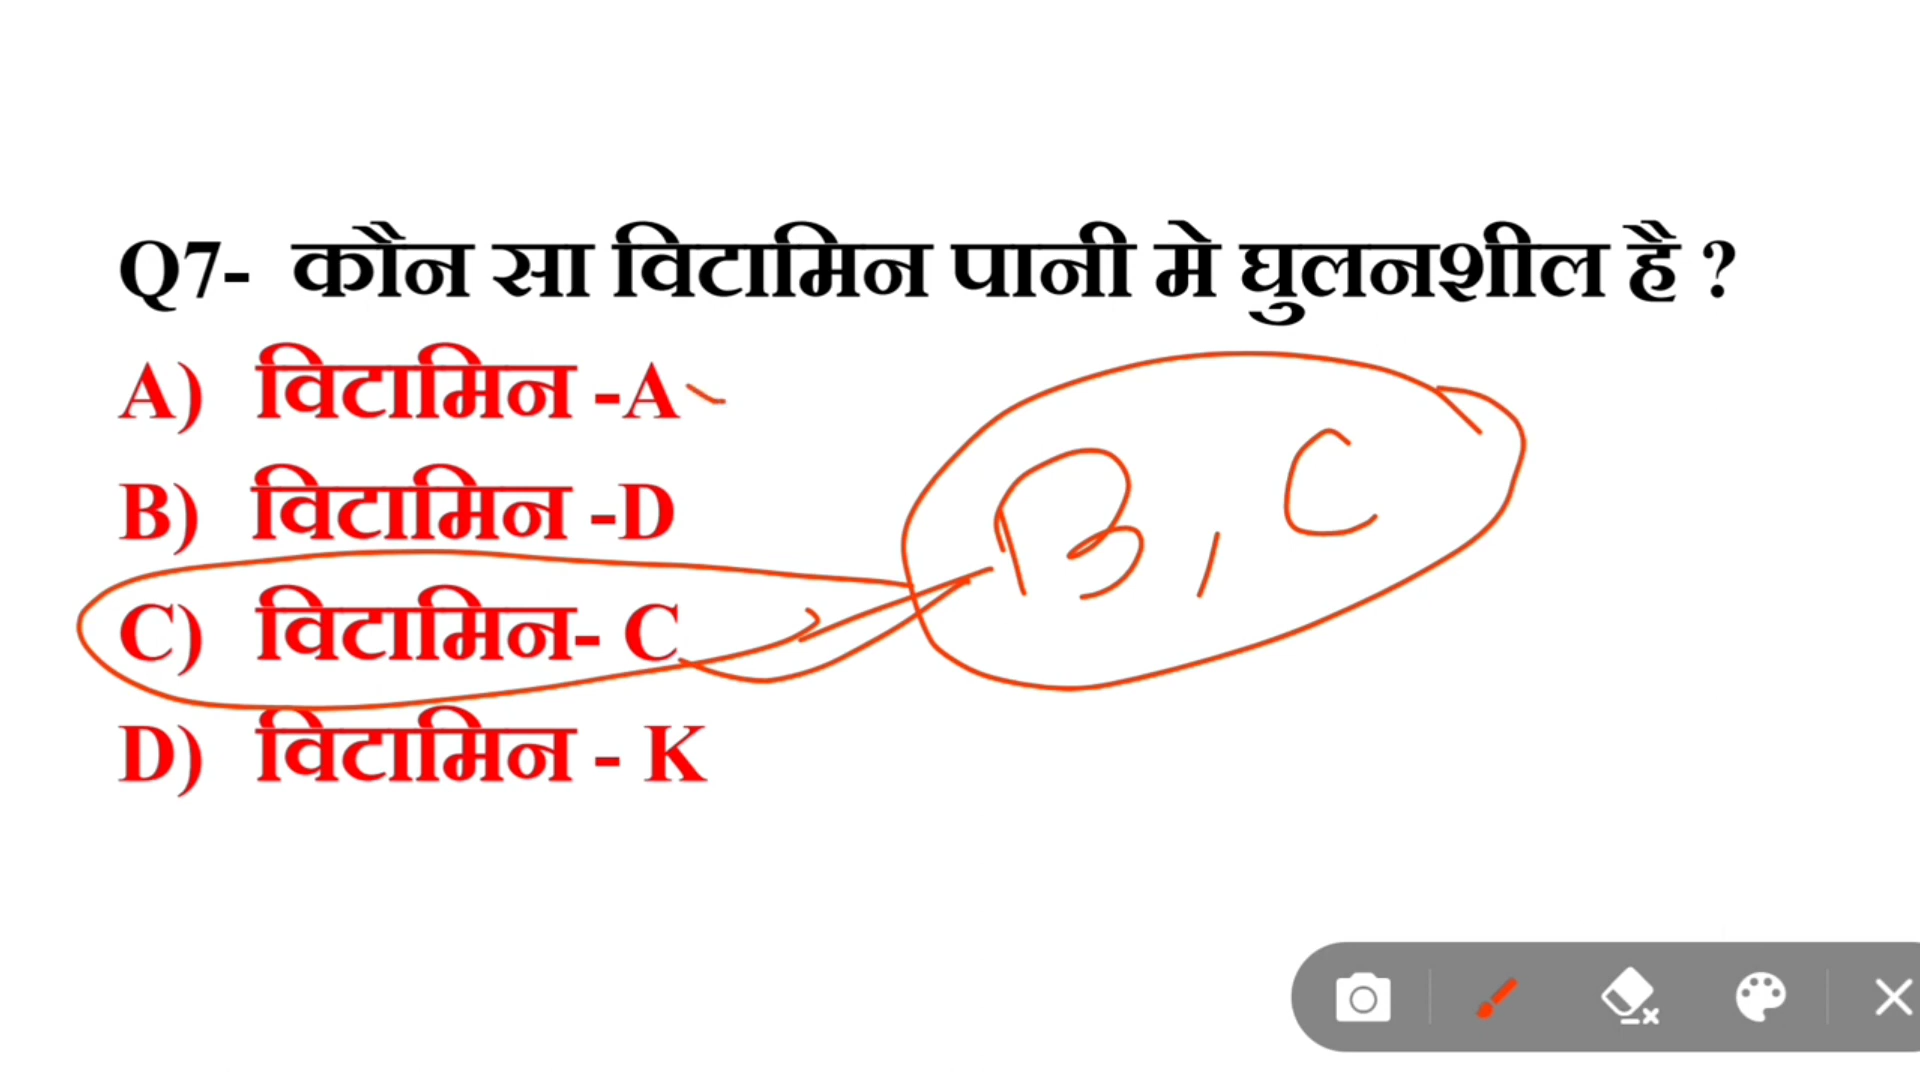 Q7- कौन सा विटामिन पानी मे घुलनशील है ?
A) विटामिन -A
B) विटामिन -D
B, C
C) विटामिन- C
D) विटामिन - K